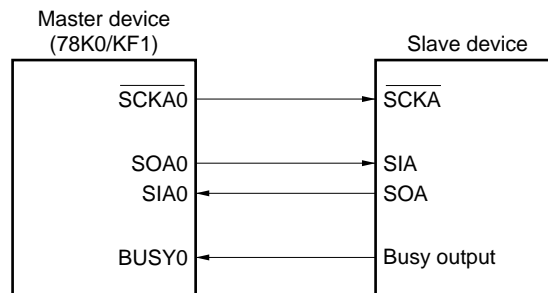 Master device
(78K0/KF1)
Slave device
SCKA0
SCKA
SOA0
SIA
SIA0
SOA
BUSY0
Busy output